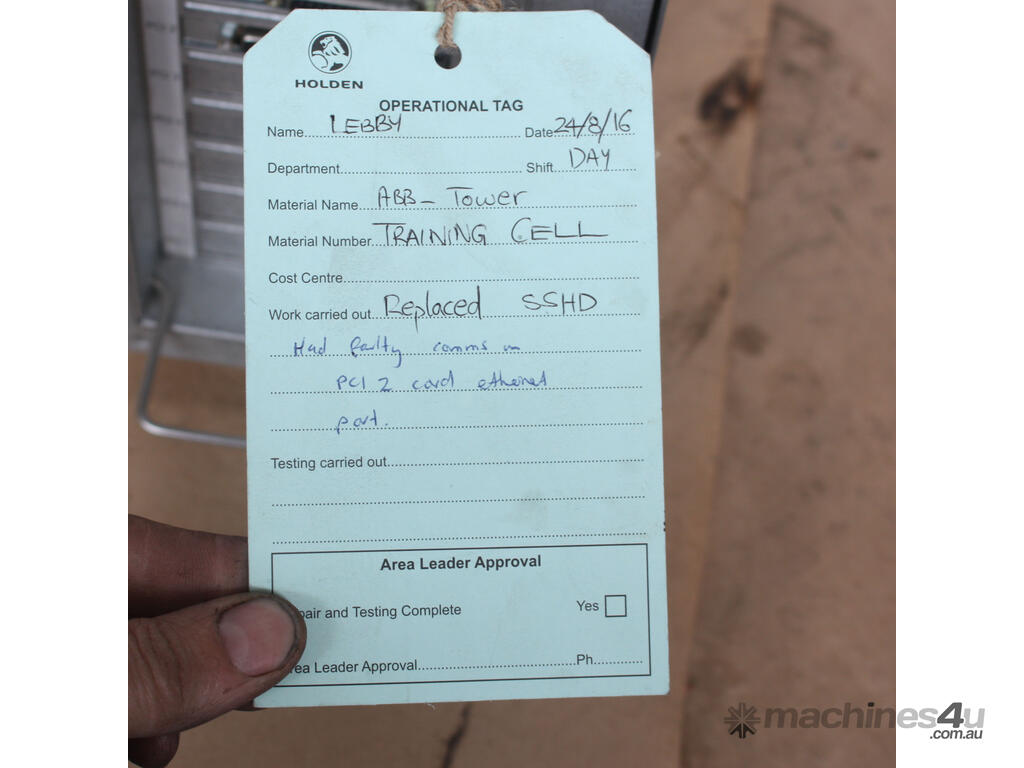 HOLDEN
OPERATIONAL TAG
Name LEBBY Date 24/8/16
Department Shift DAY
Material Name ABB - Tower
Material Number TRAINING CELL
Cost Centre
Work carried out Replaced SSHD
Had faulty comms on
PCI 2 card ethernet
port.
Testing carried out
Area Leader Approval
pair and Testing Complete Yes
rea Leader Approval Ph
machines4u
.com.au